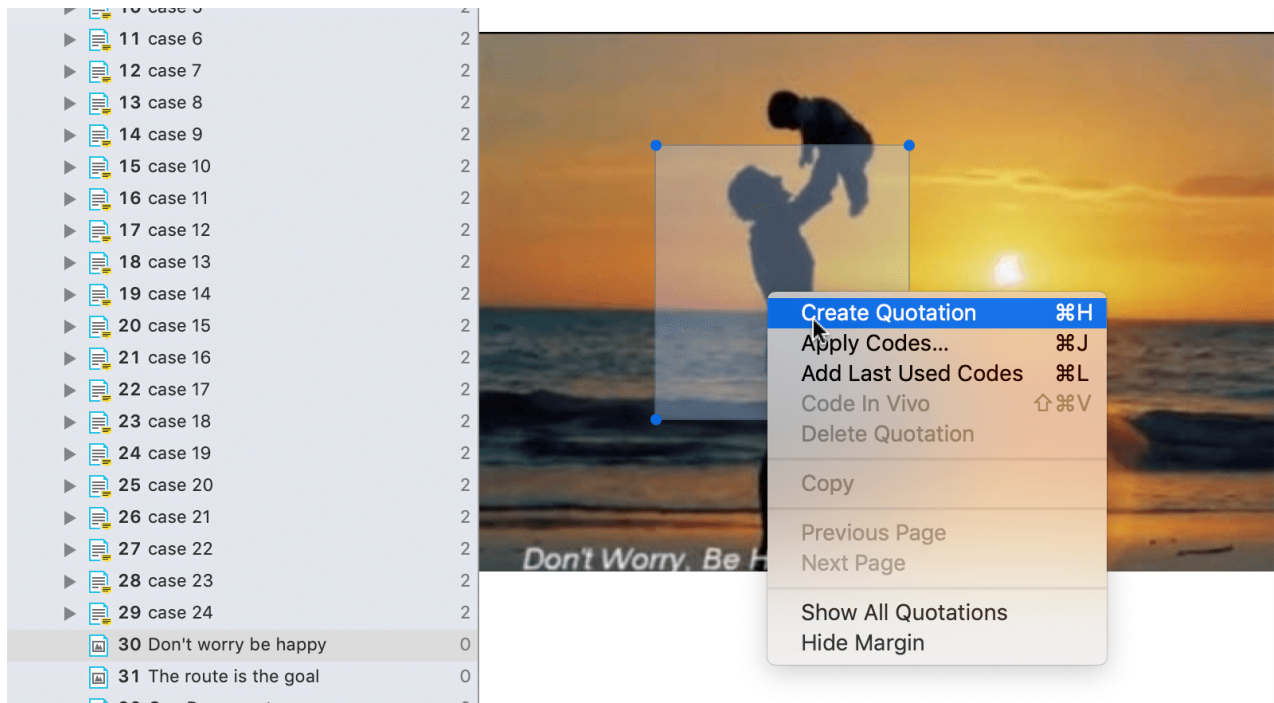 10 case 5 2
11 case 6 2
12 case 7 2
13 case 8 2
14 case 9 2
15 case 10 2
16 case 11 2
17 case 12 2
18 case 13 2
19 case 14 2
20 case 15 2
21 case 16 2
22 case 17 2
23 case 18 2
24 case 19 2
25 case 20 2
26 case 21 2
27 case 22 2
28 case 23 2
29 case 24 2
30 Don't worry be happy 0
31 The route is the goal 0
Create Quotation ⌘H
Apply Codes... ⌘J
Add Last Used Codes ⌘L
Code In Vivo ⇧⌘V
Delete Quotation
Copy
Previous Page
Next Page
Show All Quotations
Hide Margin
Don't Worry, Be H